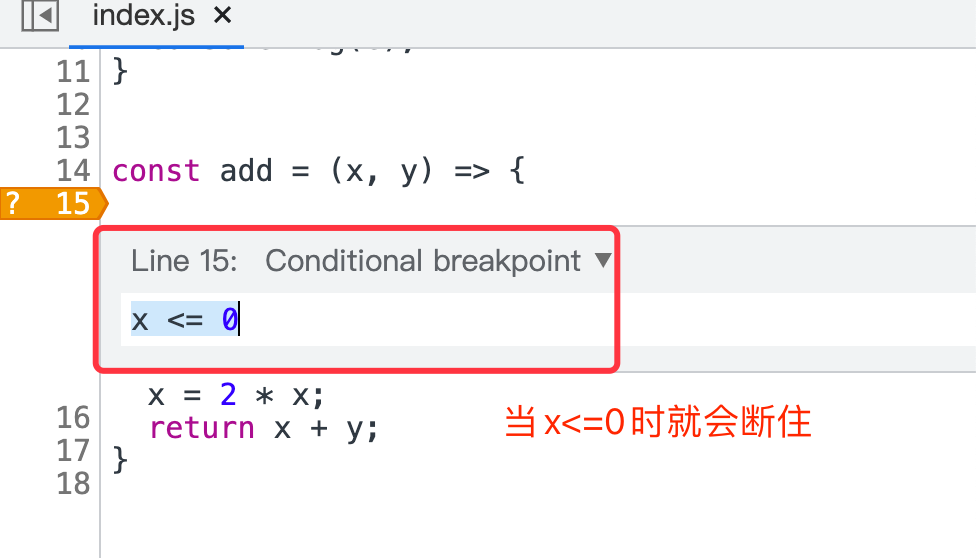 index.js ×
11 }
12
13
14 const add = (x, y) => {
? 15
Line 15: Conditional breakpoint ▼
x <= 0
x = 2 * x;
16
return x + y;
17
}
18
当x<=0时就会断住